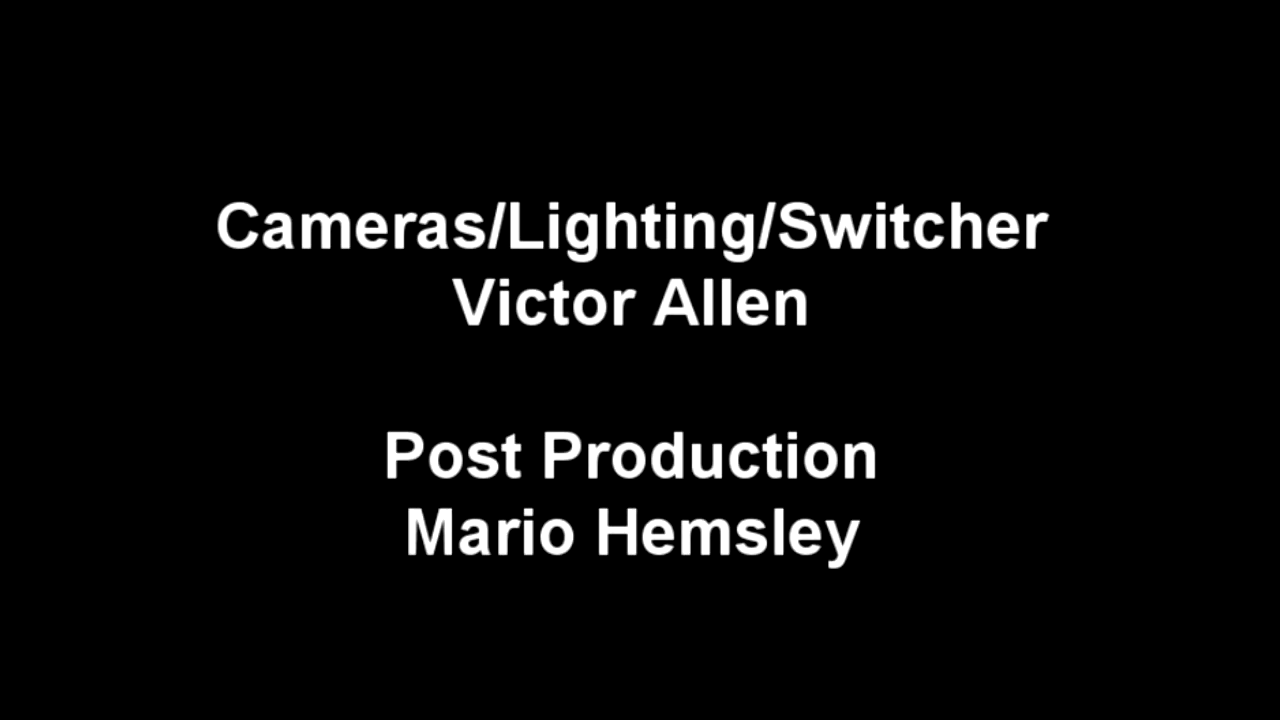 Cameras/Lighting/Switcher
Victor Allen
Post Production
Mario Hemsley